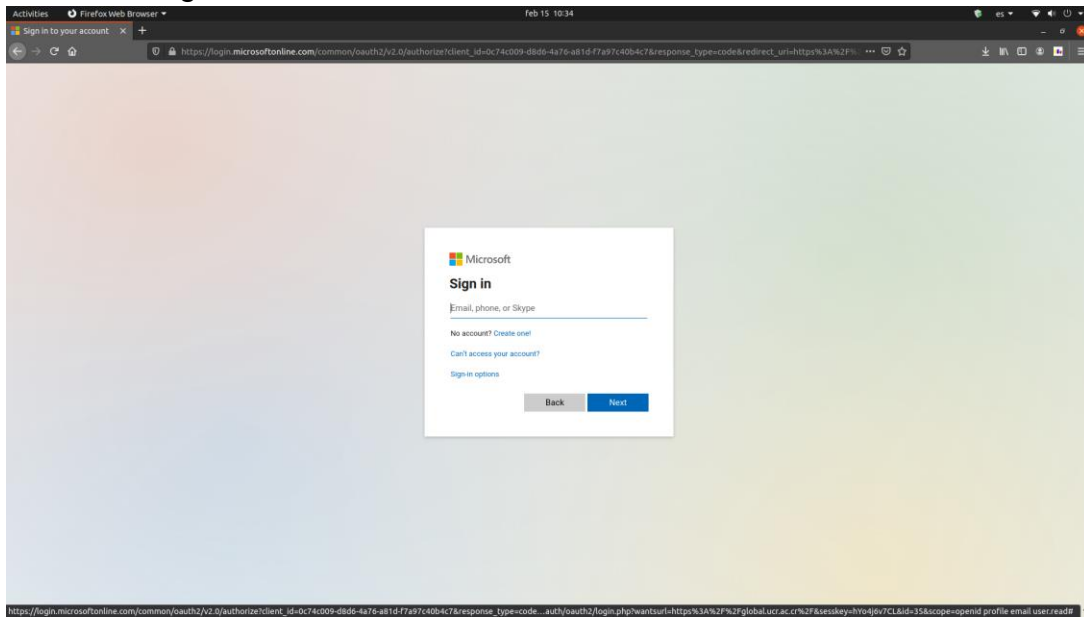 Activities Firefox Web Browser feb 15 10:34 es
Sign in to your account
https://login.microsoftonline.com/common/oauth2/v2.0/authorize?client_id=0c74c009-d8d6-4a76-a81d-f7a97c40b4c7&response_type=code&redirect_uri=https%3A%2F%
Microsoft
Sign in
Email, phone, or Skype
No account? Create one!
Can't access your account?
Sign-in options
Back Next
https://login.microsoftonline.com/common/oauth2/v2.0/authorize?client_id=0c74c009-d8d6-4a76-a81d-f7a97c40b4c7&response_type=code…auth/oauth2/login.php?wantsurl=https%3A%2F%2Fglobal.ucr.ac.cr%2F&sesskey=hYo4j6v7CL&id=35&scope=openid profile email user.read#